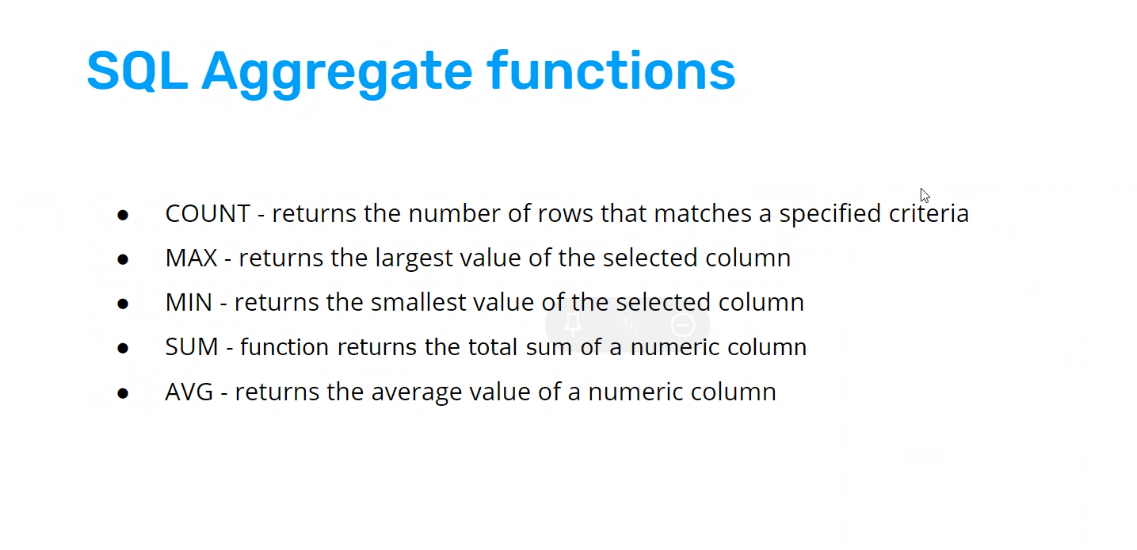 SQL Aggregate functions
● COUNT - returns the number of rows that matches a specified criteria
● MAX - returns the largest value of the selected column
● MIN - returns the smallest value of the selected column
● SUM - function returns the total sum of a numeric column
● AVG - returns the average value of a numeric column